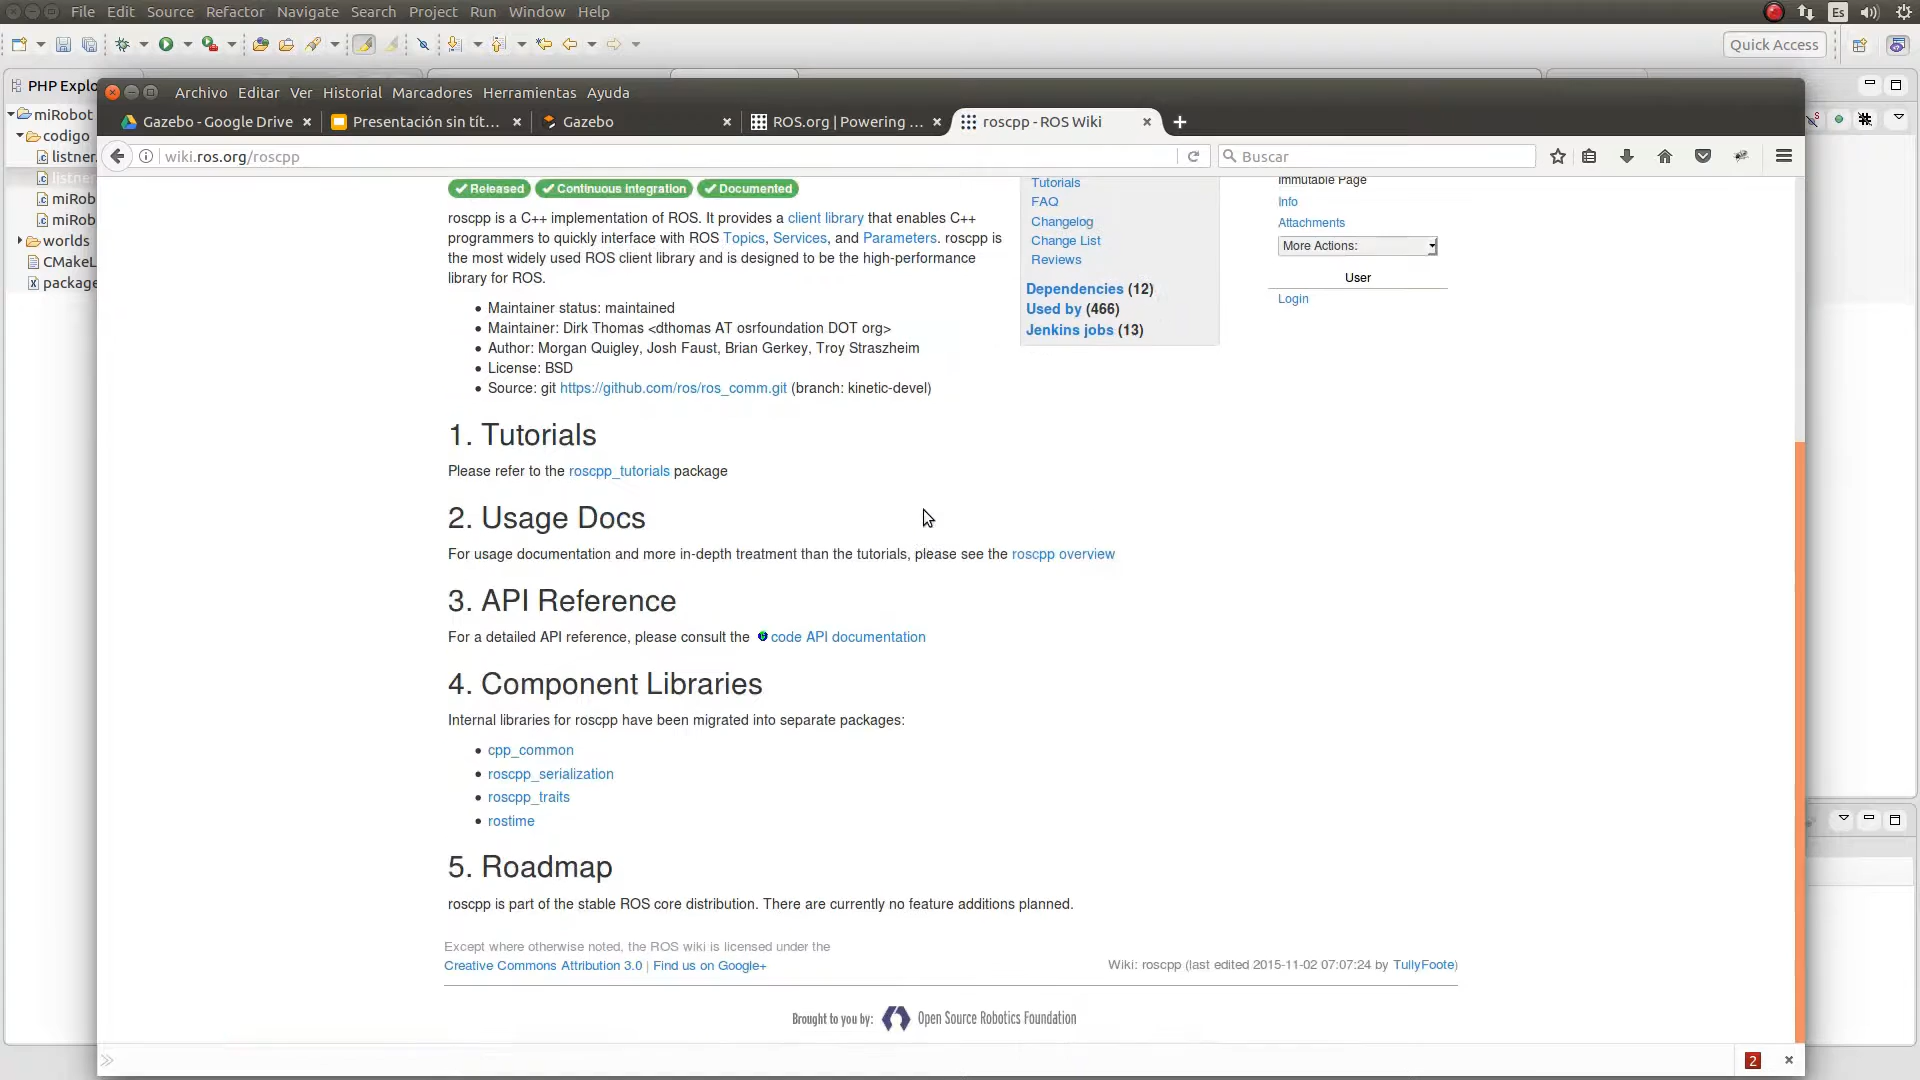 File Edit Source Refactor Navigate Search Project Run Window Help
Es
Quick Access
PHP Explo
miRobot
codigo
listner.
listner
miRob
miRob
worlds
CMakeL
package
Archivo Editar Ver Historial Marcadores Herramientas Ayuda
Gazebo - Google Drive
Presentación sin tít...
Gazebo
ROS.org | Powering ...
roscpp - ROS Wiki
wiki.ros.org/roscpp
Buscar
Released Continuous Integration Documented
roscpp is a C++ implementation of ROS. It provides a client library that enables C++
programmers to quickly interface with ROS Topics, Services, and Parameters. roscpp is
the most widely used ROS client library and is designed to be the high-performance
library for ROS.
Maintainer status: maintained
Maintainer: Dirk Thomas <dthomas AT osrfoundation DOT org>
Author: Morgan Quigley, Josh Faust, Brian Gerkey, Troy Straszheim
License: BSD
Source: git https://github.com/ros/ros_comm.git (branch: kinetic-devel)
Tutorials
FAQ
Changelog
Change List
Reviews
Dependencies (12)
Used by (466)
Jenkins jobs (13)
Immutable Page
Info
Attachments
More Actions:
User
Login
1. Tutorials
Please refer to the roscpp_tutorials package
2. Usage Docs
For usage documentation and more in-depth treatment than the tutorials, please see the roscpp overview
3. API Reference
For a detailed API reference, please consult the code API documentation
4. Component Libraries
Internal libraries for roscpp have been migrated into separate packages:
cpp_common
roscpp_serialization
roscpp_traits
rostime
5. Roadmap
roscpp is part of the stable ROS core distribution. There are currently no feature additions planned.
Except where otherwise noted, the ROS wiki is licensed under the
Creative Commons Attribution 3.0 | Find us on Google+
Wiki: roscpp (last edited 2015-11-02 07:07:24 by TullyFoote)
Brought to you by: Open Source Robotics Foundation
2